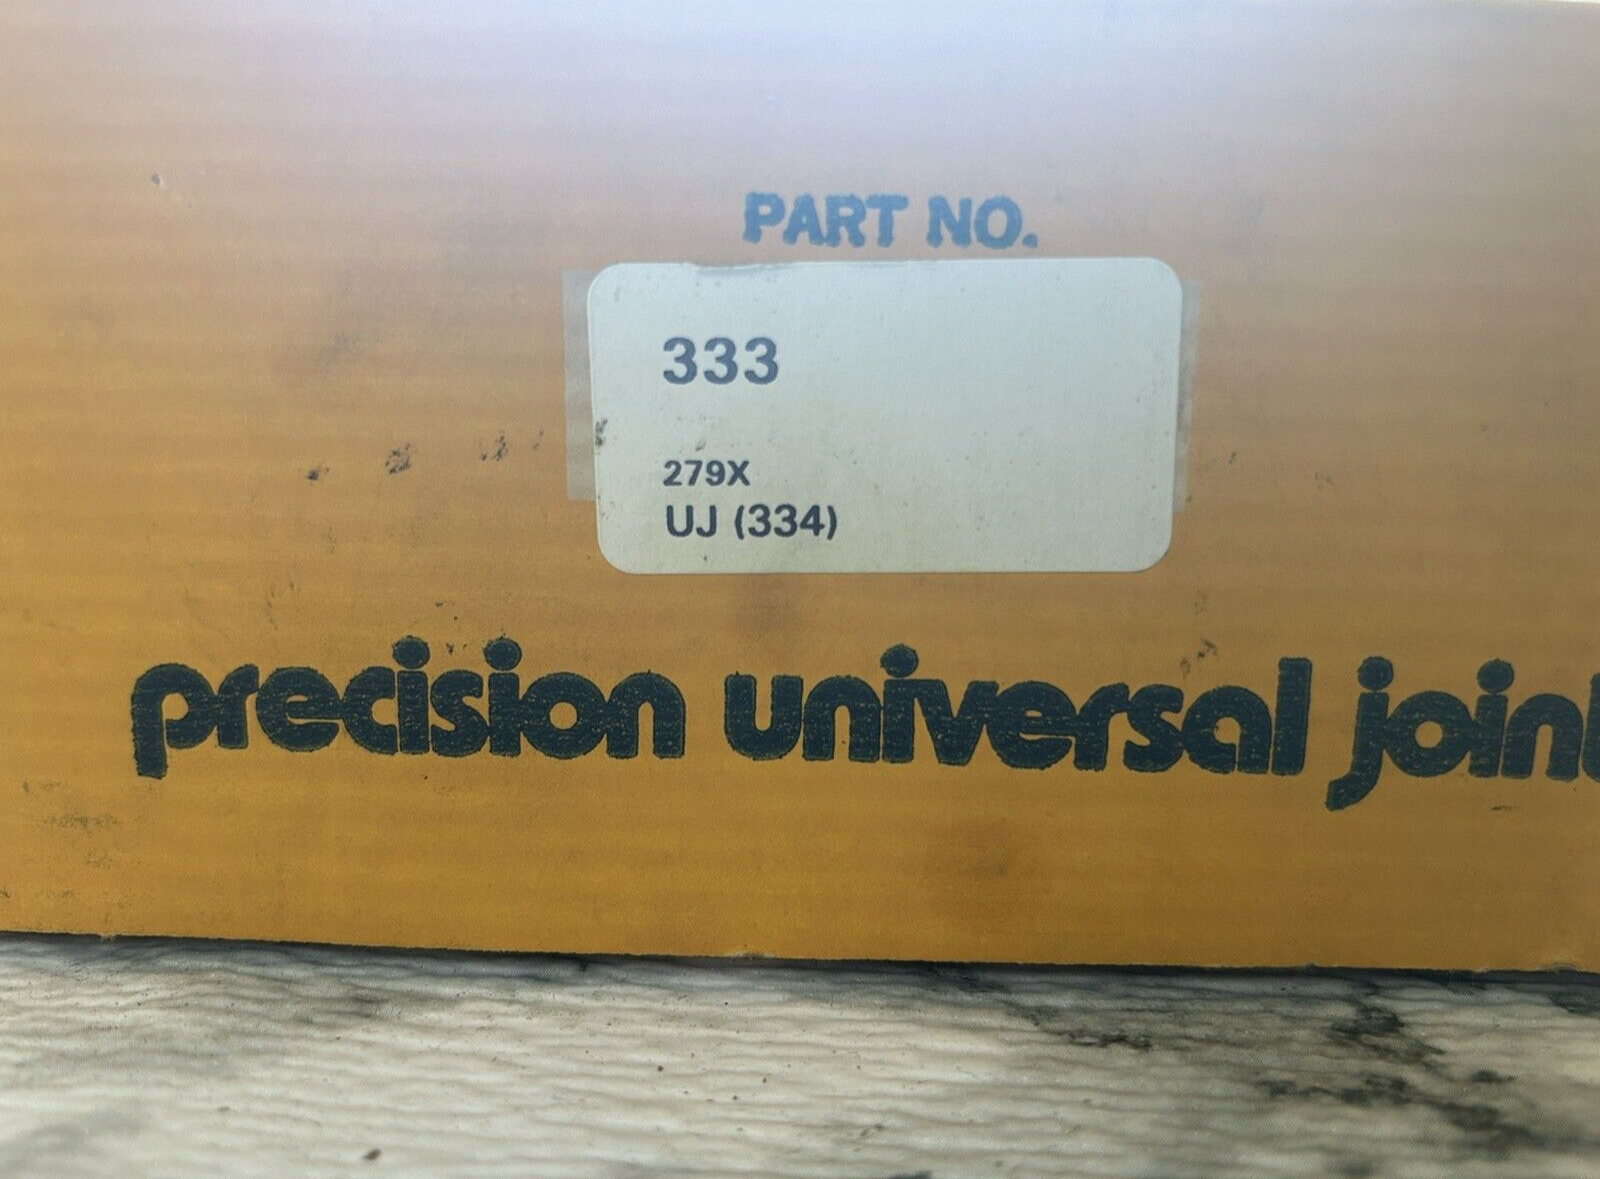 PART NO.
333
279X
UJ (334)
precision universal joint